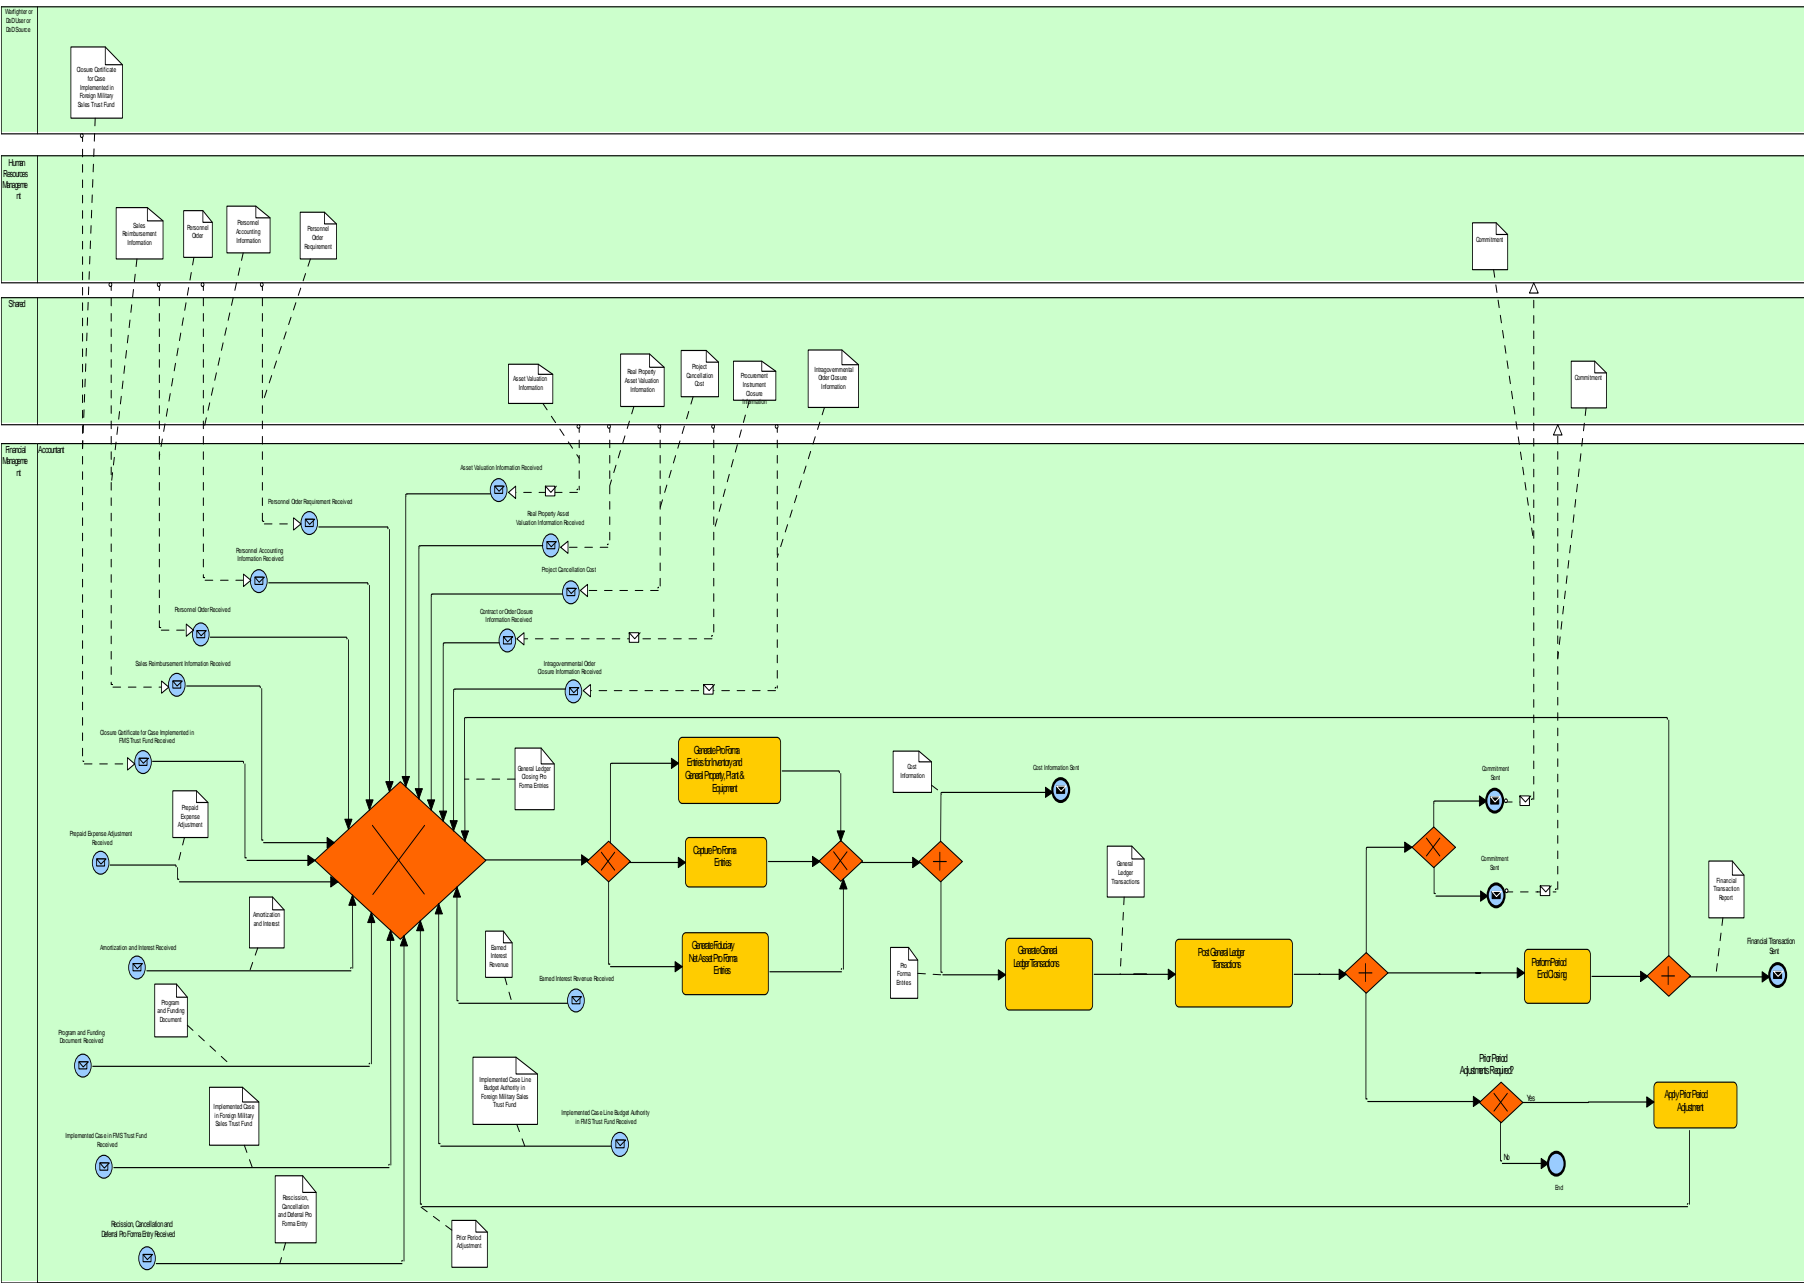 Warfighter or
DoD User or
DoD Source
Closure Certificate
for Case
Implemented in
Foreign Military
Sales Trust Fund
Human
Resources
Manageme
nt
Sales
Reimbursement
Information
Personnel
Order
Personnel
Accounting
Information
Personnel
Order
Requirement
Commitment
Shared
Asset Valuation
Information
Real Property
Asset Valuation
Information
Project
Cancellation
Cost
Procurement
Instrument
Closure
Information
Intragovernmental
Order Closure
Information
Commitment
Financial
Manageme
nt
Accountant
Asset Valuation Information Received
Personnel Order Requirement Received
Real Property Asset
Valuation Information Received
Personnel Accounting
Information Received
Project Cancellation Cost
Personnel Order Received
Contract or Order Closure
Information Received
Sales Reimbursement Information Received
Intragovernmental Order
Closure Information Received
Closure Certificate for Case Implemented in
FMS Trust Fund Received
General Ledger
Closing Pro
Forma Entries
Generate Pro Forma
Entries for Inventory and
General Property, Plant &
Equipment
Cost
Information
Cost Information Sent
Commitment
Sent
Prepaid
Expense
Adjustment
Prepaid Expense Adjustment
Received
Capture Pro Forma
Entries
General
Ledger
Transactions
Commitment
Sent
Financial
Transaction
Report
Amortization
and Interest
Amortization and Interest Received
Earned
Interest
Revenue
Earned Interest Revenue Received
Generate Fiduciary
Net Asset Pro Forma
Entries
Pro
Forma
Entries
Generate General
Ledger Transactions
Post General Ledger
Transactions
Perform Period
End Closing
Financial Transaction
Sent
Program
and Funding
Document
Program and Funding
Document Received
Prior Period
Adjustments Required?
Yes
Apply Prior Period
Adjustment
No
End
Implemented Case Line
Budget Authority in
Foreign Military Sales
Trust Fund
Implemented Case Line Budget Authority
in FMS Trust Fund Received
Implemented Case
in Foreign Military
Sales Trust Fund
Implemented Case in FMS Trust Fund
Received
Rescission,
Cancellation
and Deferral Pro
Forma Entry
Recission, Cancellation and
Deferral Pro Forma Entry Received
Prior Period
Adjustment